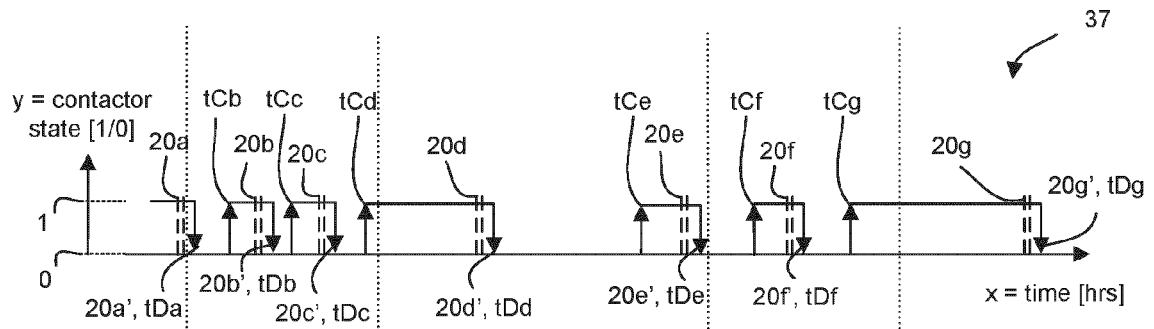 37
y = contactor
state [1/0]
tCb
tCc
tCd
tCe
tCf
tCg
20a
20b
20c
20d
20e
20f
20g
20g', tDg
1
0
20a', tDa
20b', tDb
20c', tDc
20d', tDd
20e', tDe
20f', tDf
x = time [hrs]